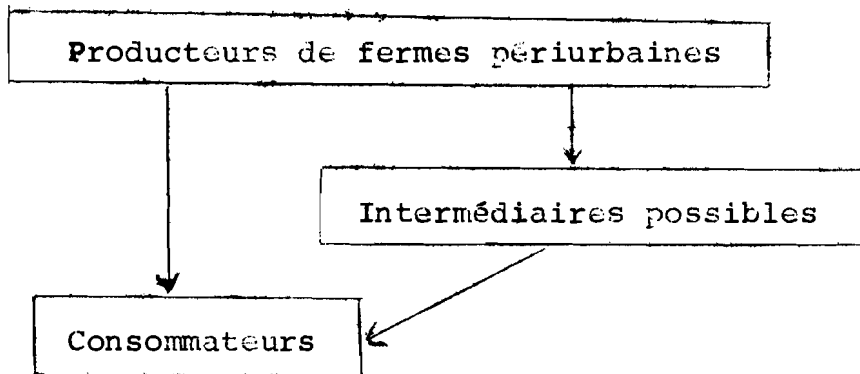 Producteurs de fermes périurbaines
Intermédiaires possibles
Consommateurs